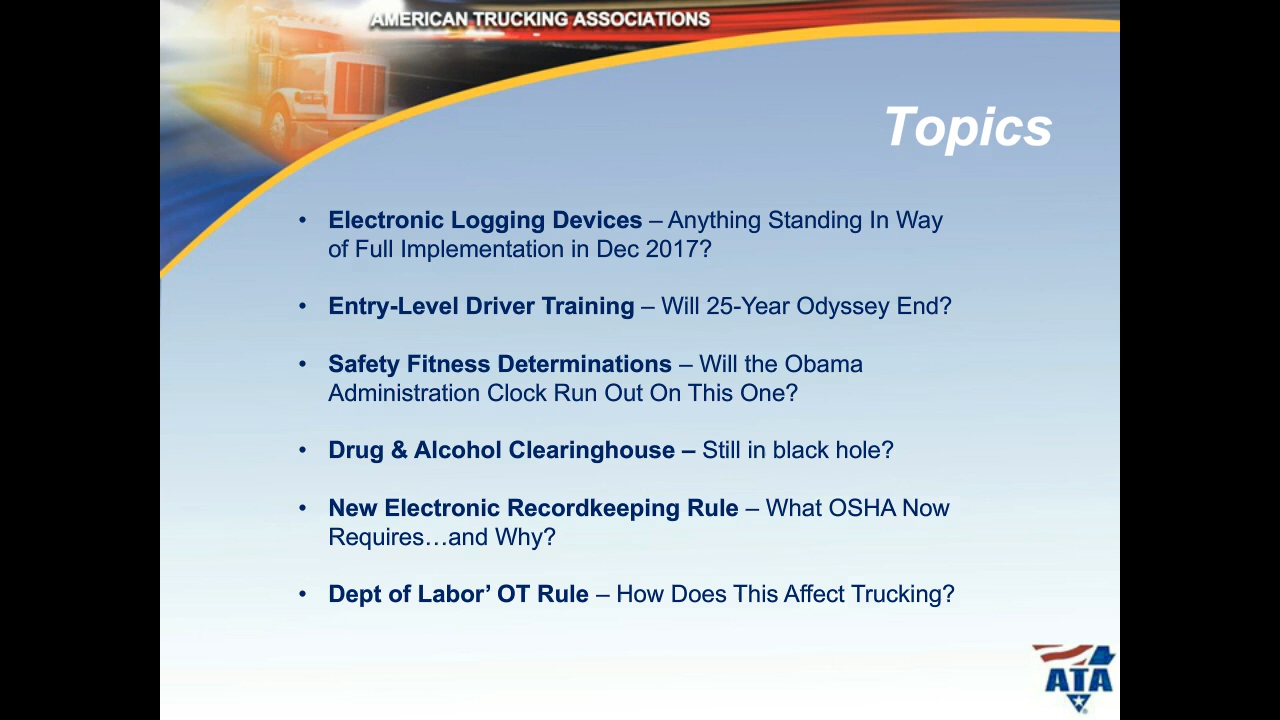 AMERICAN TRUCKING ASSOCIATIONS
Topics
• Electronic Logging Devices – Anything Standing In Way
of Full Implementation in Dec 2017?
• Entry-Level Driver Training – Will 25-Year Odyssey End?
• Safety Fitness Determinations – Will the Obama
Administration Clock Run Out On This One?
• Drug & Alcohol Clearinghouse – Still in black hole?
• New Electronic Recordkeeping Rule – What OSHA Now
Requires…and Why?
• Dept of Labor’ OT Rule – How Does This Affect Trucking?
ATA